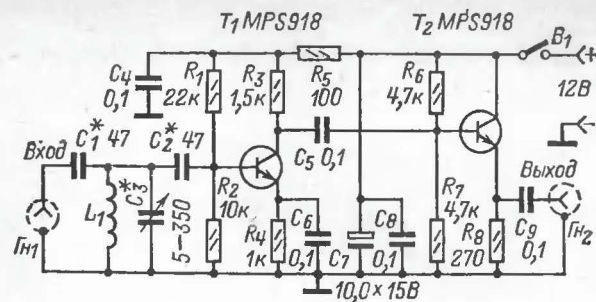 T₁ MPS918
T₂ MPS918
C₄
0,1
R₁
22к
R₃
1,5к
R₅
100
R₆
4,7к
B₁
+
12В
−
Вход
C₁* 47
C₂* 47
C₅ 0,1
L₁
C₃*
5–350
R₂
10к
R₄
1к
C₆
0,1
C₇
C₈
0,1
R₇
4,7к
R₈
270
Выход
C₉
0,1
Гн₁
Гн₂
10,0 × 15В